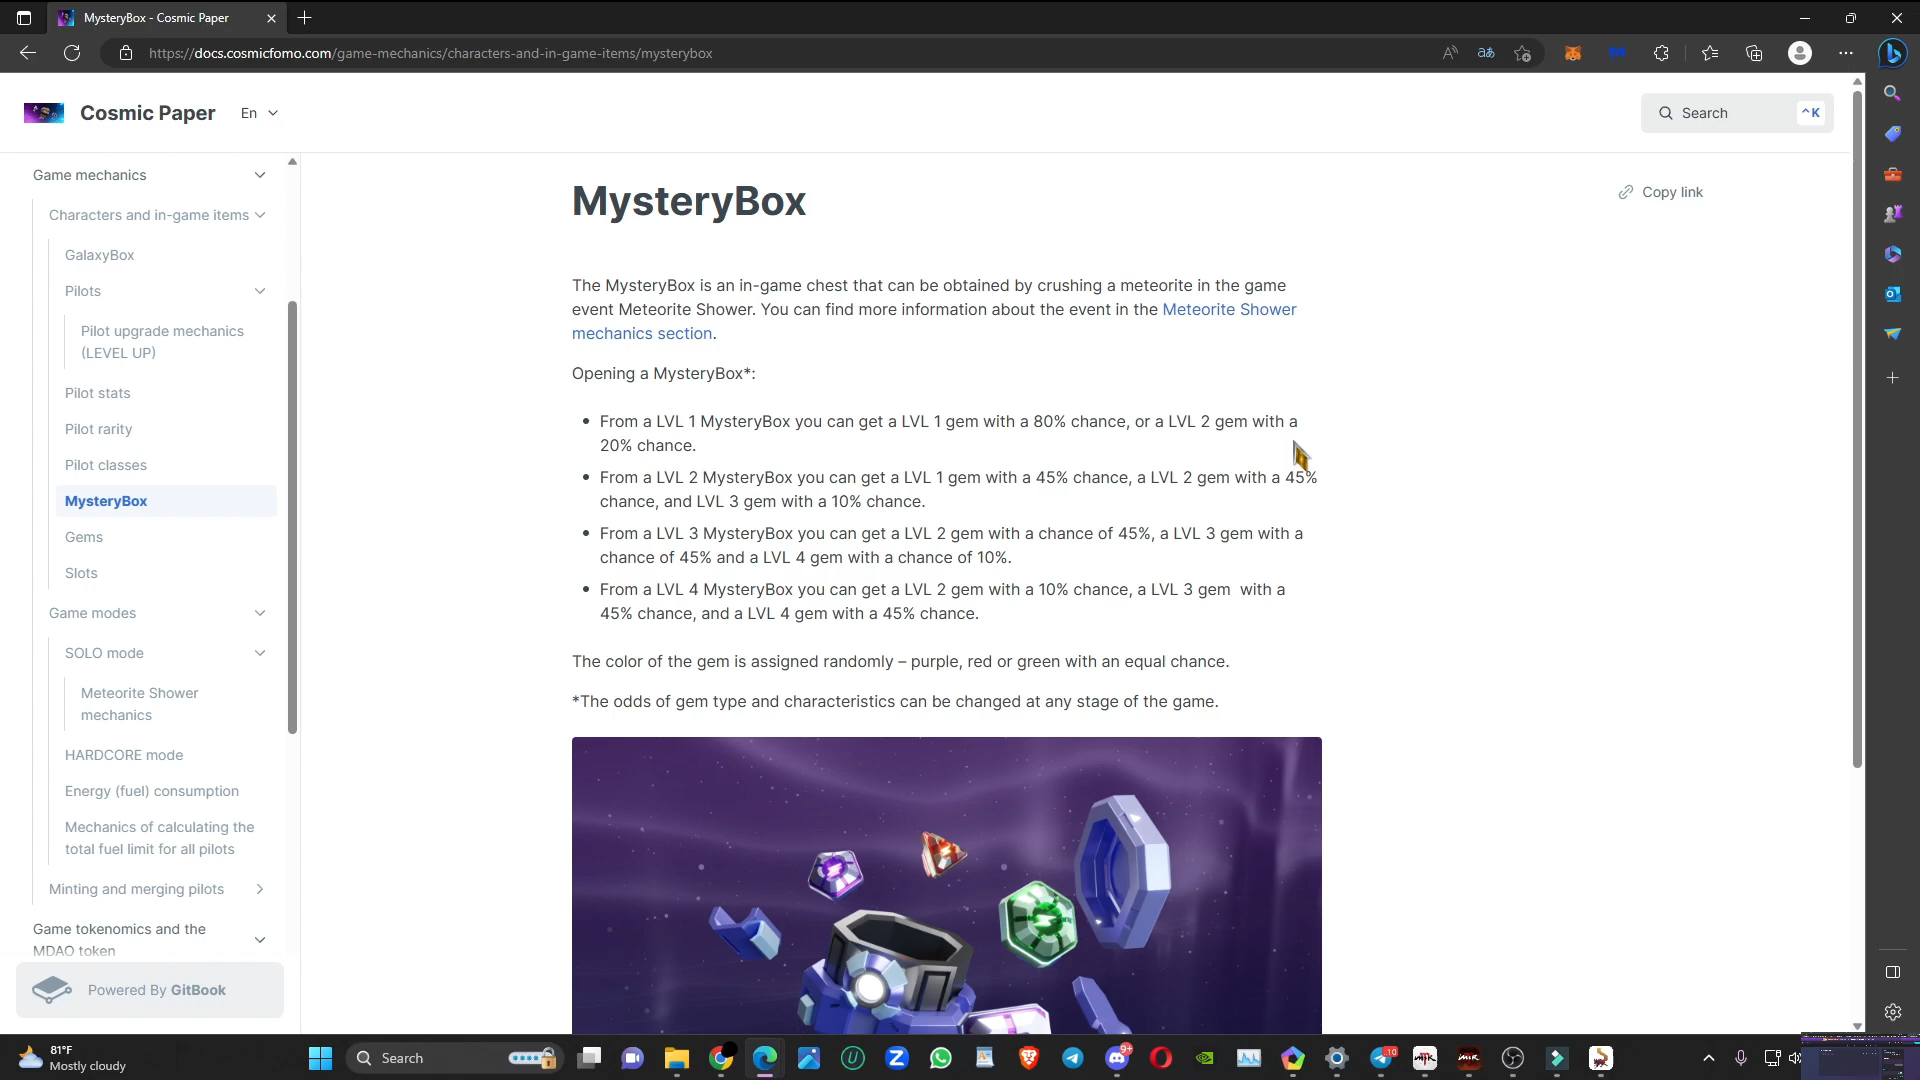 MysteryBox - Cosmic Paper
https://docs.cosmicfomo.com/game-mechanics/characters-and-in-game-items/mysterybox
Cosmic Paper
En
Search
^K
Game mechanics
Characters and in-game items
GalaxyBox
Pilots
Pilot upgrade mechanics
(LEVEL UP)
Pilot stats
Pilot rarity
Pilot classes
MysteryBox
Gems
Slots
Game modes
SOLO mode
Meteorite Shower
mechanics
HARDCORE mode
Energy (fuel) consumption
Mechanics of calculating the
total fuel limit for all pilots
Minting and merging pilots
Game tokenomics and the
MDAO token
Powered By GitBook
MysteryBox
Copy link
The MysteryBox is an in-game chest that can be obtained by crushing a meteorite in the game
event Meteorite Shower. You can find more information about the event in the Meteorite Shower
mechanics section.
Opening a MysteryBox*:
• From a LVL 1 MysteryBox you can get a LVL 1 gem with a 80% chance, or a LVL 2 gem with a
20% chance.
• From a LVL 2 MysteryBox you can get a LVL 1 gem with a 45% chance, a LVL 2 gem with a 45%
chance, and LVL 3 gem with a 10% chance.
• From a LVL 3 MysteryBox you can get a LVL 2 gem with a chance of 45%, a LVL 3 gem with a
chance of 45% and a LVL 4 gem with a chance of 10%.
• From a LVL 4 MysteryBox you can get a LVL 2 gem with a 10% chance, a LVL 3 gem with a
45% chance, and a LVL 4 gem with a 45% chance.
The color of the gem is assigned randomly – purple, red or green with an equal chance.
*The odds of gem type and characteristics can be changed at any stage of the game.
81°F
Mostly cloudy
Search
9+
10